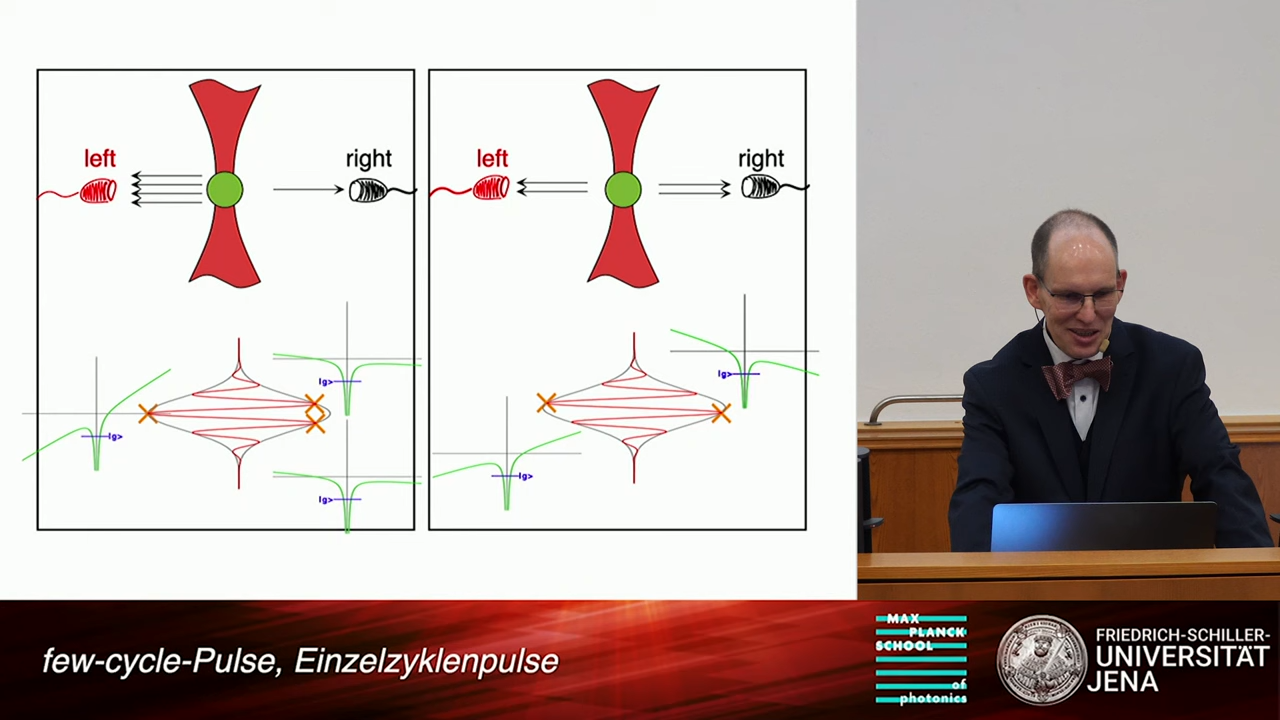 left
right
left
right
|g>
|g>
|g>
|g>
|g>
few-cycle-Pulse, Einzelzyklenpulse
MAX
PLANCK
SCHOOL
of
photonics
FRIEDRICH-SCHILLER-
UNIVERSITÄT
JENA